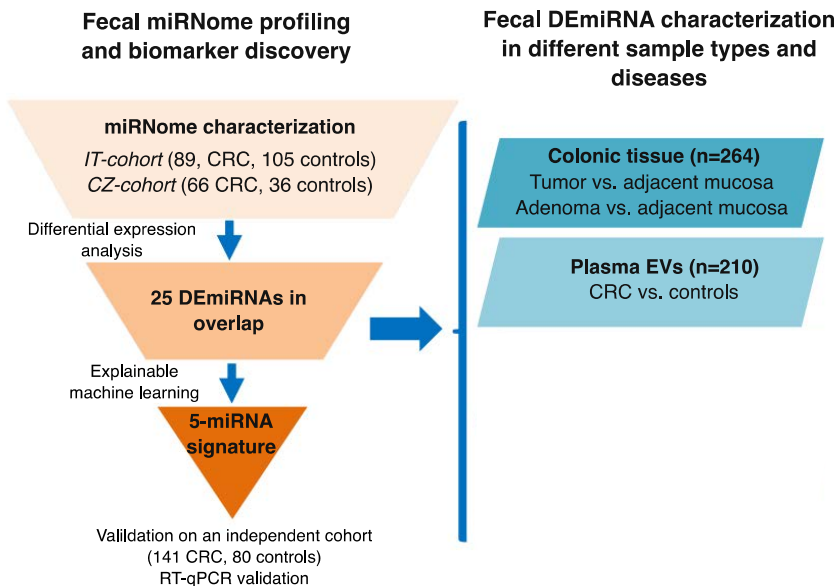 Fecal miRNome profiling
and biomarker discovery
miRNome characterization
IT-cohort (89, CRC, 105 controls)
CZ-cohort (66 CRC, 36 controls)
Differential expression
analysis
25 DEmiRNAs in
overlap
Explainable
machine learning
5-miRNA
signature
Valildation on an independent cohort
(141 CRC, 80 controls)
RT-qPCR validation
Fecal DEmiRNA characterization
in different sample types and
diseases
Colonic tissue (n=264)
Tumor vs. adjacent mucosa
Adenoma vs. adjacent mucosa
Plasma EVs (n=210)
CRC vs. controls